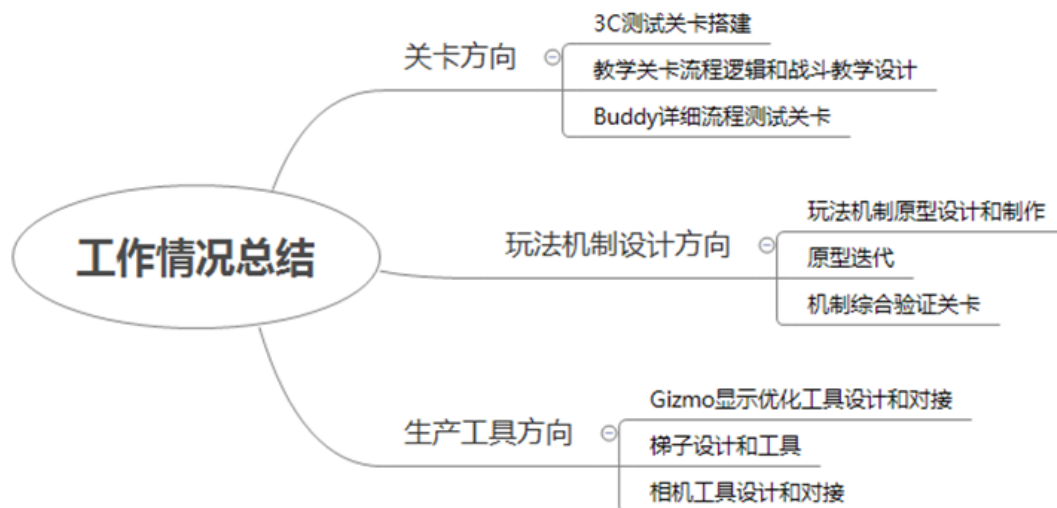 工作情况总结
关卡方向
3C测试关卡搭建
教学关卡流程逻辑和战斗教学设计
Buddy详细流程测试关卡
玩法机制设计方向
玩法机制原型设计和制作
原型迭代
机制综合验证关卡
生产工具方向
Gizmo显示优化工具设计和对接
梯子设计和工具
相机工具设计和对接